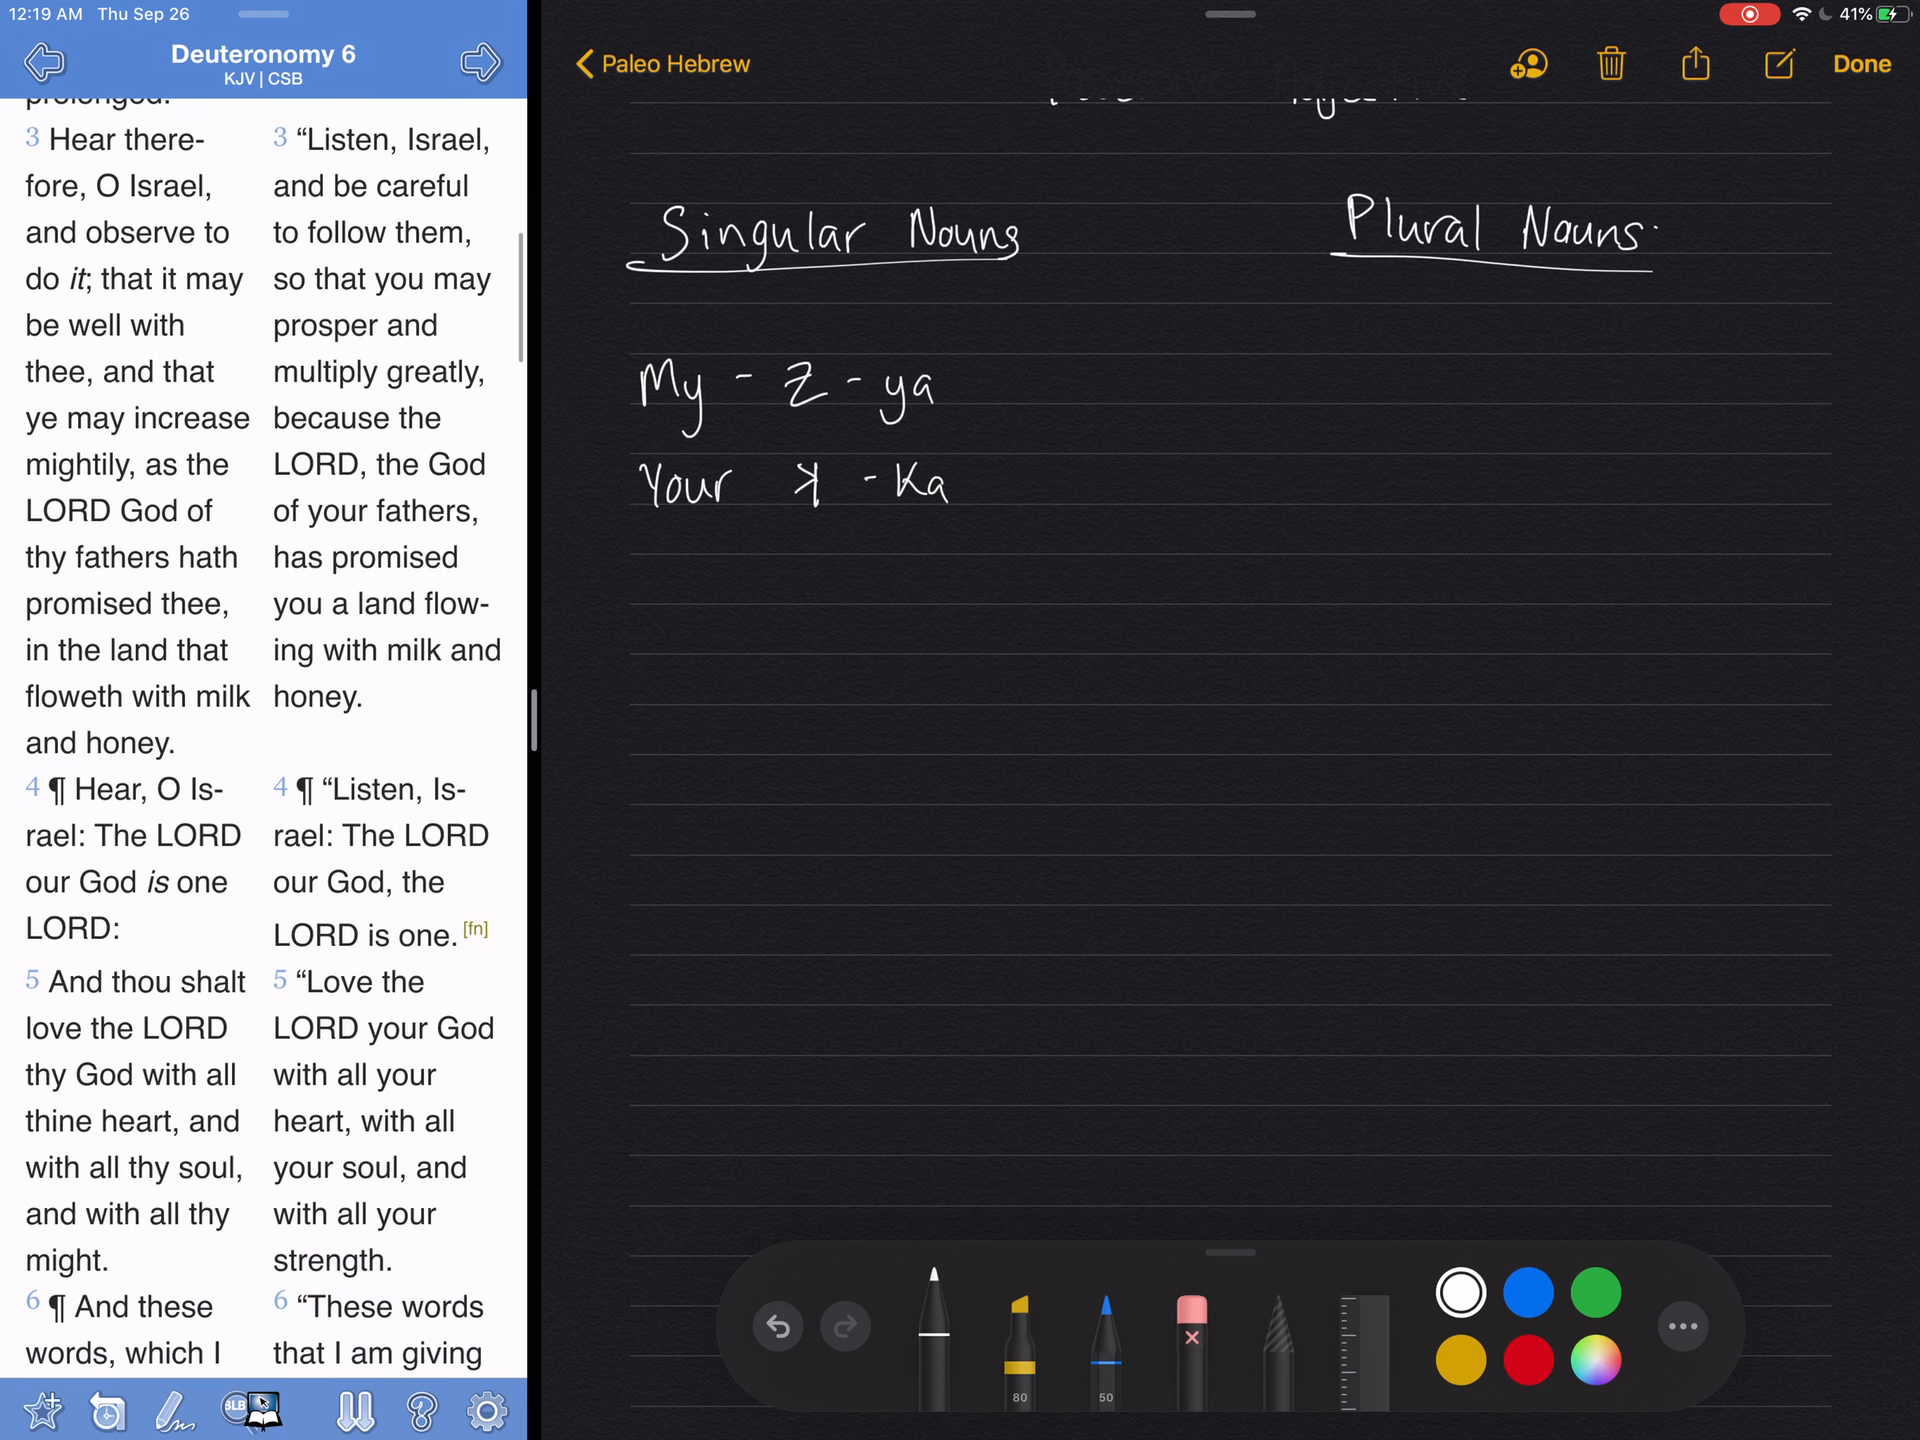 12:19 AM Thu Sep 26
Deuteronomy 6
KJV | CSB
prolonged.
3 Hear there-
fore, O Israel,
and observe to
do it; that it may
be well with
thee, and that
ye may increase
mightily, as the
LORD God of
thy fathers hath
promised thee,
in the land that
floweth with milk
and honey.
4 ¶ Hear, O Is-
rael: The LORD
our God is one
LORD:
5 And thou shalt
love the LORD
thy God with all
thine heart, and
with all thy soul,
and with all thy
might.
6 ¶ And these
words, which I
3 “Listen, Israel,
and be careful
to follow them,
so that you may
prosper and
multiply greatly,
because the
LORD, the God
of your fathers,
has promised
you a land flow-
ing with milk and
honey.
4 ¶ “Listen, Is-
rael: The LORD
our God, the
LORD is one. [fn]
5 “Love the
LORD your God
with all your
heart, with all
your soul, and
with all your
strength.
6 “These words
that I am giving
BLB
41%
Paleo Hebrew
Done
Singular Nouns
Plural Nouns.
My - 𐤉 - ya
Your 𐤊 - Ka
80
50